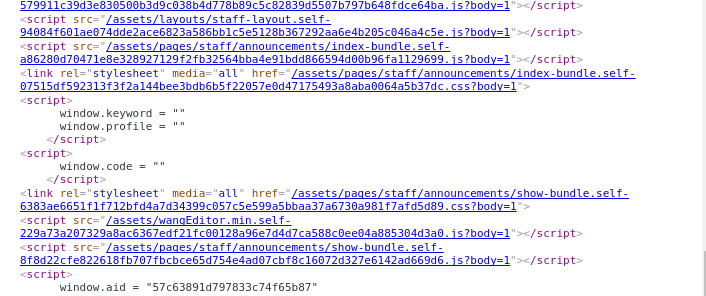 579911c39d3e830500b3d9c038b4d778b89c5c82839d5507b797b648fdce64ba.js?body=1"></script>
<script src="/assets/layouts/staff-layout.self-
94084f601ae074dde2ace6823a586bb1c5e5128b367292aa6e4b205c046a4c5e.js?body=1"></script>
<script src="/assets/pages/staff/announcements/index-bundle.self-
a86280d70471e8e328927129f2fb32564bba4e91bdd866594d00b96fa1129699.js?body=1"></script>
<link rel="stylesheet" media="all" href="/assets/pages/staff/announcements/index-bundle.self-
07515df592313f3f2a144bee3bdb6b5f22057e0d47175493a8aba0064a5b37dc.css?body=1">
<script>
      window.keyword = ""
      window.profile = ""
    </script>
<script>
      window.code = ""
    </script>
<link rel="stylesheet" media="all" href="/assets/pages/staff/announcements/show-bundle.self-
6383ae6651f1f712bfd4a7d34399c057c5e599a5bbaa37a6730a981f7afd5d89.css?body=1">
<script src="/assets/wangEditor.min.self-
229a73a207329a8ac6367edf21fc00128a96e7d4d7ca588c0ee04a885304d3a0.js?body=1"></script>
<script src="/assets/pages/staff/announcements/show-bundle.self-
8f8d22cfe822618fb707fbcbce65d754e4ad07cbf8c16072d327e6142ad669d6.js?body=1"></script>
<script>
      window.aid = "57c63891d797833c74f65b87"